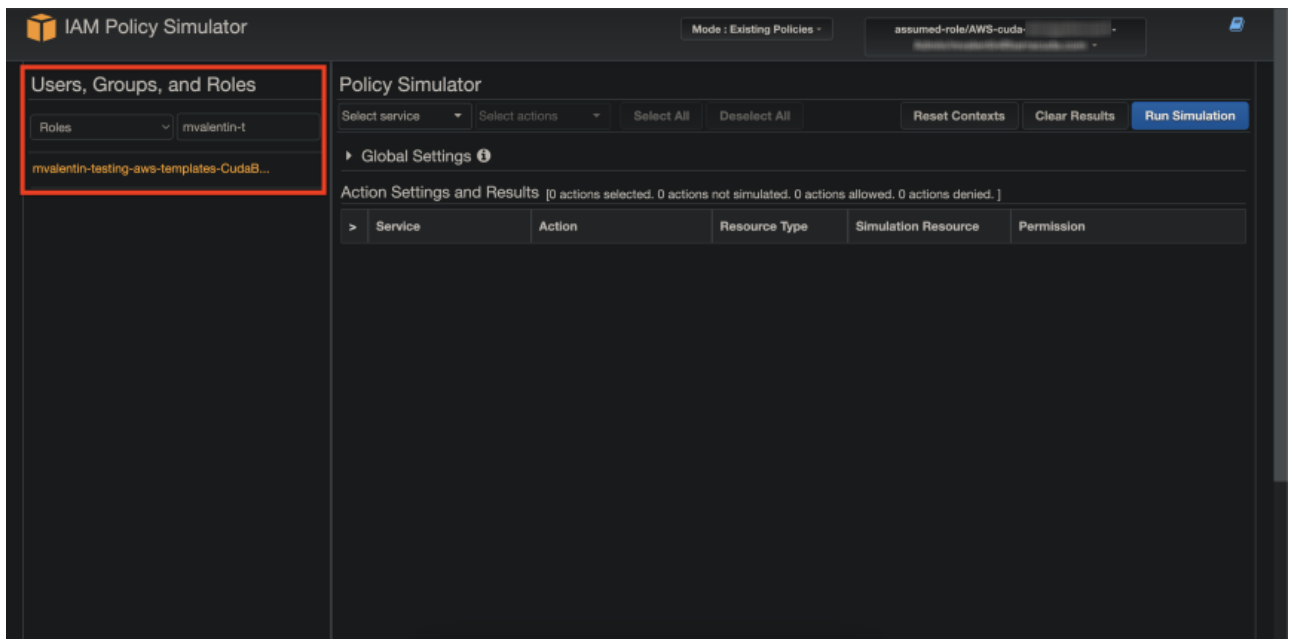 IAM Policy Simulator
Mode : Existing Policies
assumed-role/AWS-cuda- -
Users, Groups, and Roles
Roles
mvalentin-t
mvalentin-testing-aws-templates-CudaB...
Policy Simulator
Select service
Select actions
Select All
Deselect All
Reset Contexts
Clear Results
Run Simulation
Global Settings
Action Settings and Results [0 actions selected. 0 actions not simulated. 0 actions allowed. 0 actions denied. ]
> Service Action Resource Type Simulation Resource Permission